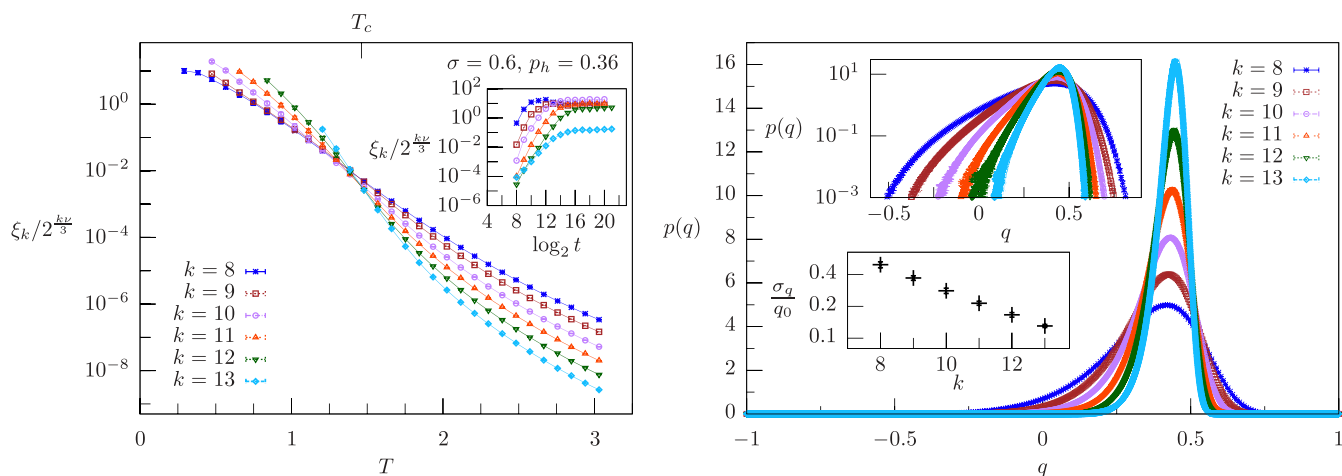 T_c
σ = 0.6, p_h = 0.36
10^2
10^0
10^-2
10^-4
10^-6
ξ_k/2^{kν/3}
4 8 12 16 20
log_2 t
10^0
10^-2
10^-4
10^-6
10^-8
ξ_k/2^{kν/3}
k = 8
k = 9
k = 10
k = 11
k = 12
k = 13
0 1 2 3
T
16
14
12
10
8
6
4
2
0
p(q)
10^1
10^-1
10^-3
p(q)
-0.5 0 0.5
q
k = 8
k = 9
k = 10
k = 11
k = 12
k = 13
0.4
0.2
0.1
σ_q/q_0
8 10 12
k
-1 -0.5 0 0.5 1
q